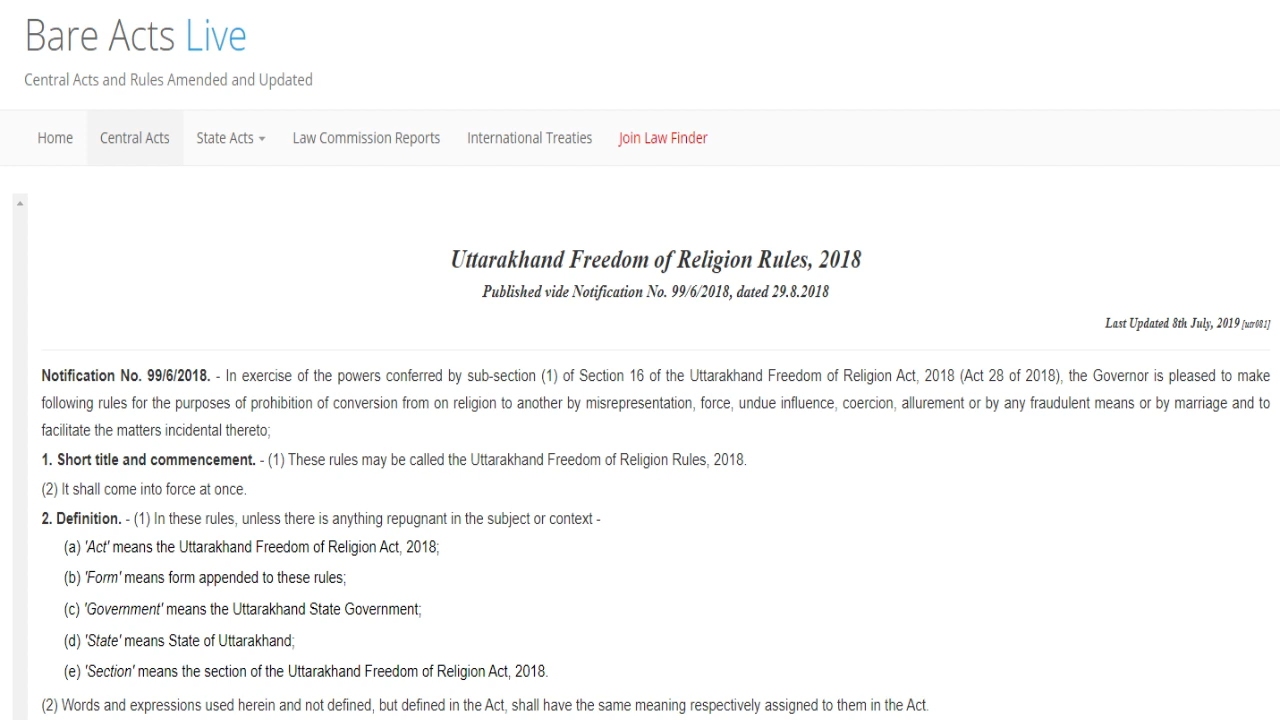 Bare Acts Live
Central Acts and Rules Amended and Updated
Home Central Acts State Acts Law Commission Reports International Treaties Join Law Finder
Uttarakhand Freedom of Religion Rules, 2018
Published vide Notification No. 99/6/2018, dated 29.8.2018
Last Updated 8th July, 2019 [utr081]
Notification No. 99/6/2018. - In exercise of the powers conferred by sub-section (1) of Section 16 of the Uttarakhand Freedom of Religion Act, 2018 (Act 28 of 2018), the Governor is pleased to make
following rules for the purposes of prohibition of conversion from on religion to another by misrepresentation, force, undue influence, coercion, allurement or by any fraudulent means or by marriage and to
facilitate the matters incidental thereto;
1. Short title and commencement. - (1) These rules may be called the Uttarakhand Freedom of Religion Rules, 2018.
(2) It shall come into force at once.
2. Definition. - (1) In these rules, unless there is anything repugnant in the subject or context -
(a) 'Act' means the Uttarakhand Freedom of Religion Act, 2018;
(b) 'Form' means form appended to these rules;
(c) 'Government' means the Uttarakhand State Government;
(d) 'State' means State of Uttarakhand;
(e) 'Section' means the section of the Uttarakhand Freedom of Religion Act, 2018.
(2) Words and expressions used herein and not defined, but defined in the Act, shall have the same meaning respectively assigned to them in the Act.